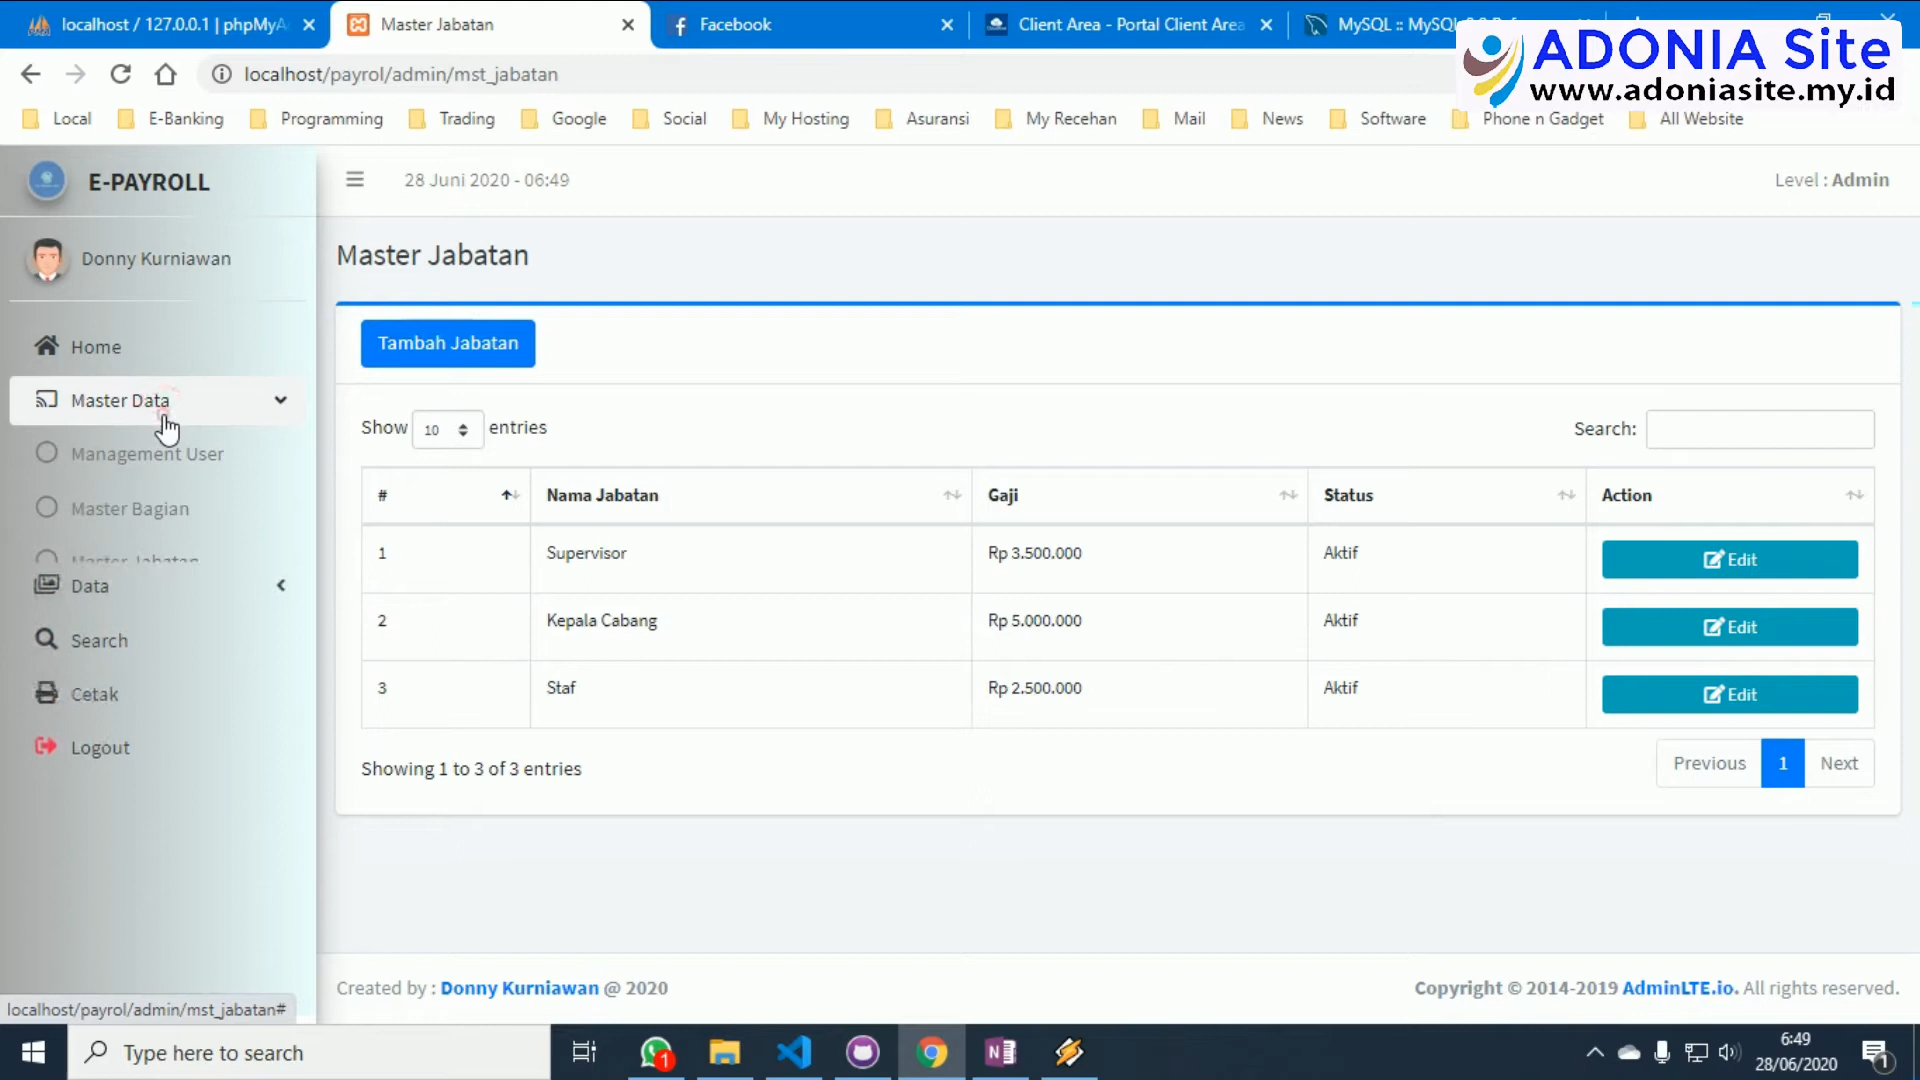 localhost / 127.0.0.1 | phpMyA
Master Jabatan
Facebook
Client Area - Portal Client Area
MySQL :: MySQL
ADONIA Site
www.adoniasite.my.id
localhost/payrol/admin/mst_jabatan
Local
E-Banking
Programming
Trading
Google
Social
My Hosting
Asuransi
My Recehan
Mail
News
Software
Phone n Gadget
All Website
E-PAYROLL
28 Juni 2020 - 06:49
Level : Admin
Donny Kurniawan
Master Jabatan
Home
Master Data
Management User
Master Bagian
Master Jabatan
Data
Search
Cetak
Logout
Tambah Jabatan
Show 10 entries
Search:
# Nama Jabatan Gaji Status Action
1 Supervisor Rp 3.500.000 Aktif Edit
2 Kepala Cabang Rp 5.000.000 Aktif Edit
3 Staf Rp 2.500.000 Aktif Edit
Showing 1 to 3 of 3 entries
Previous 1 Next
Created by : Donny Kurniawan @ 2020
Copyright © 2014-2019 AdminLTE.io. All rights reserved.
localhost/payrol/admin/mst_jabatan#
Type here to search
1
N
6:49
28/06/2020
1